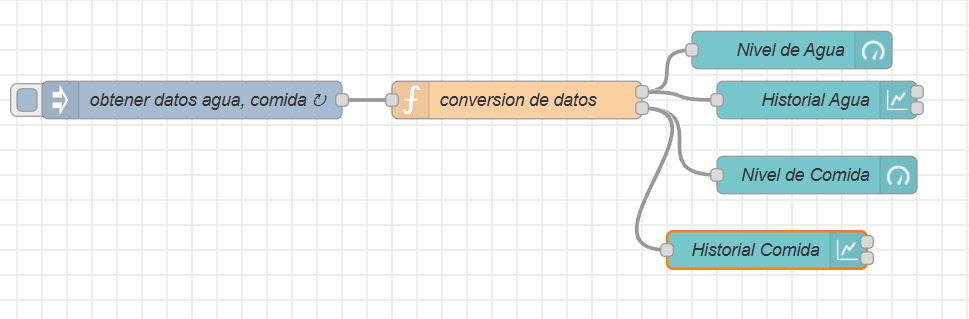 Nivel de Agua
obtener datos agua, comida ↻
conversion de datos
Historial Agua
Nivel de Comida
Historial Comida